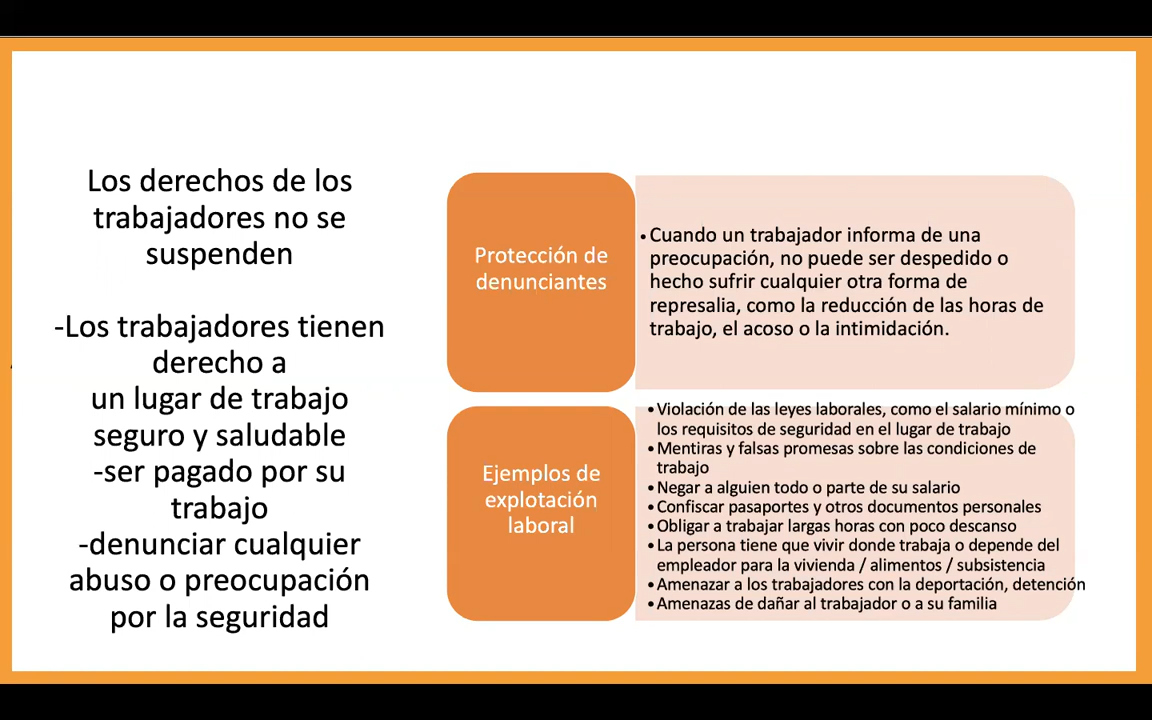 Los derechos de los
trabajadores no se
suspenden
-Los trabajadores tienen
derecho a
un lugar de trabajo
seguro y saludable
-ser pagado por su
trabajo
-denunciar cualquier
abuso o preocupación
por la seguridad
Protección de
denunciantes
•Cuando un trabajador informa de una
preocupación, no puede ser despedido o
hecho sufrir cualquier otra forma de
represalia, como la reducción de las horas de
trabajo, el acoso o la intimidación.
Ejemplos de
explotación
laboral
•Violación de las leyes laborales, como el salario mínimo o
los requisitos de seguridad en el lugar de trabajo
•Mentiras y falsas promesas sobre las condiciones de
trabajo
•Negar a alguien todo o parte de su salario
•Confiscar pasaportes y otros documentos personales
•Obligar a trabajar largas horas con poco descanso
•La persona tiene que vivir donde trabaja o depende del
empleador para la vivienda / alimentos / subsistencia
•Amenazar a los trabajadores con la deportación, detención
•Amenazas de dañar al trabajador o a su familia